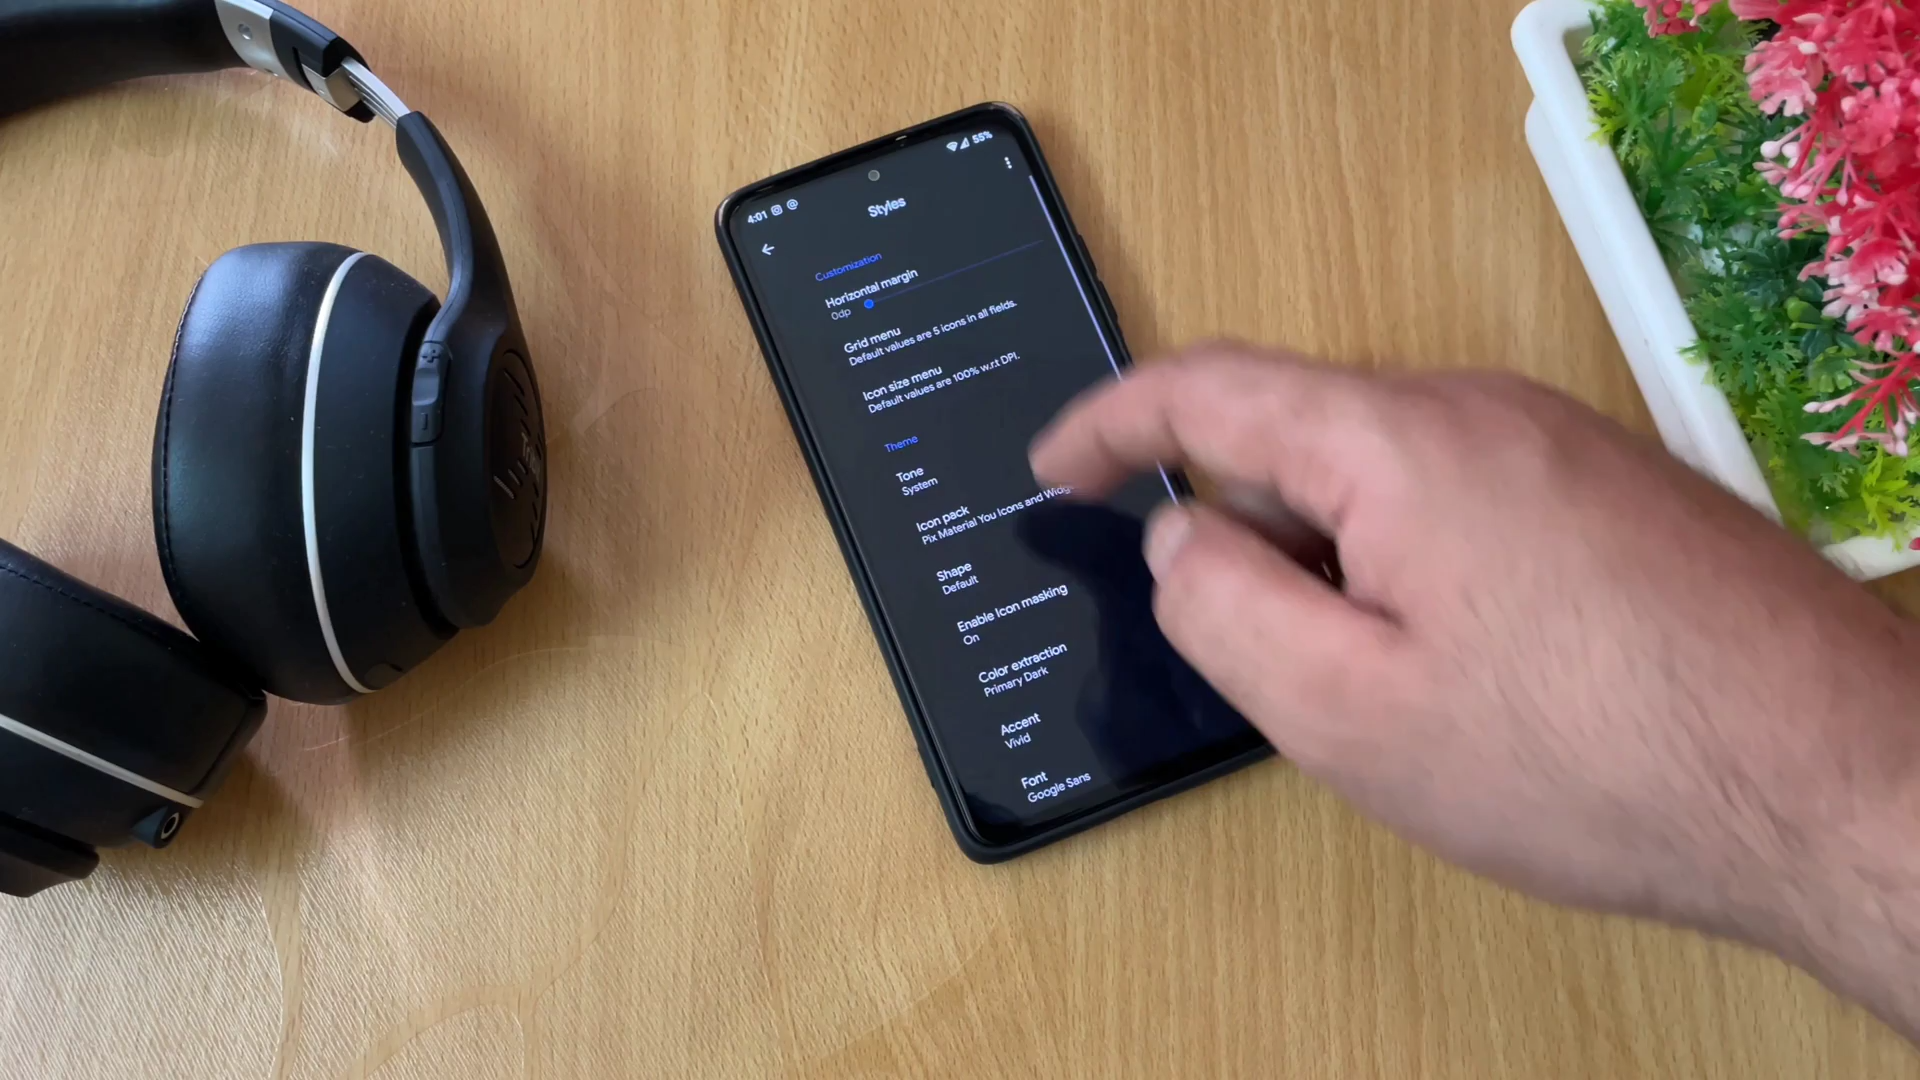 4:01
55%
Styles
Customization
Horizontal margin
0dp
Grid menu
Default values are 5 icons in all fields.
Icon size menu
Default values are 100% w.r.t DPI.
Theme
Tone
System
Icon pack
Pix Material You Icons and
Shape
Default
Enable Icon masking
On
Color extraction
Primary Dark
Accent
Vivid
Font
Google Sans